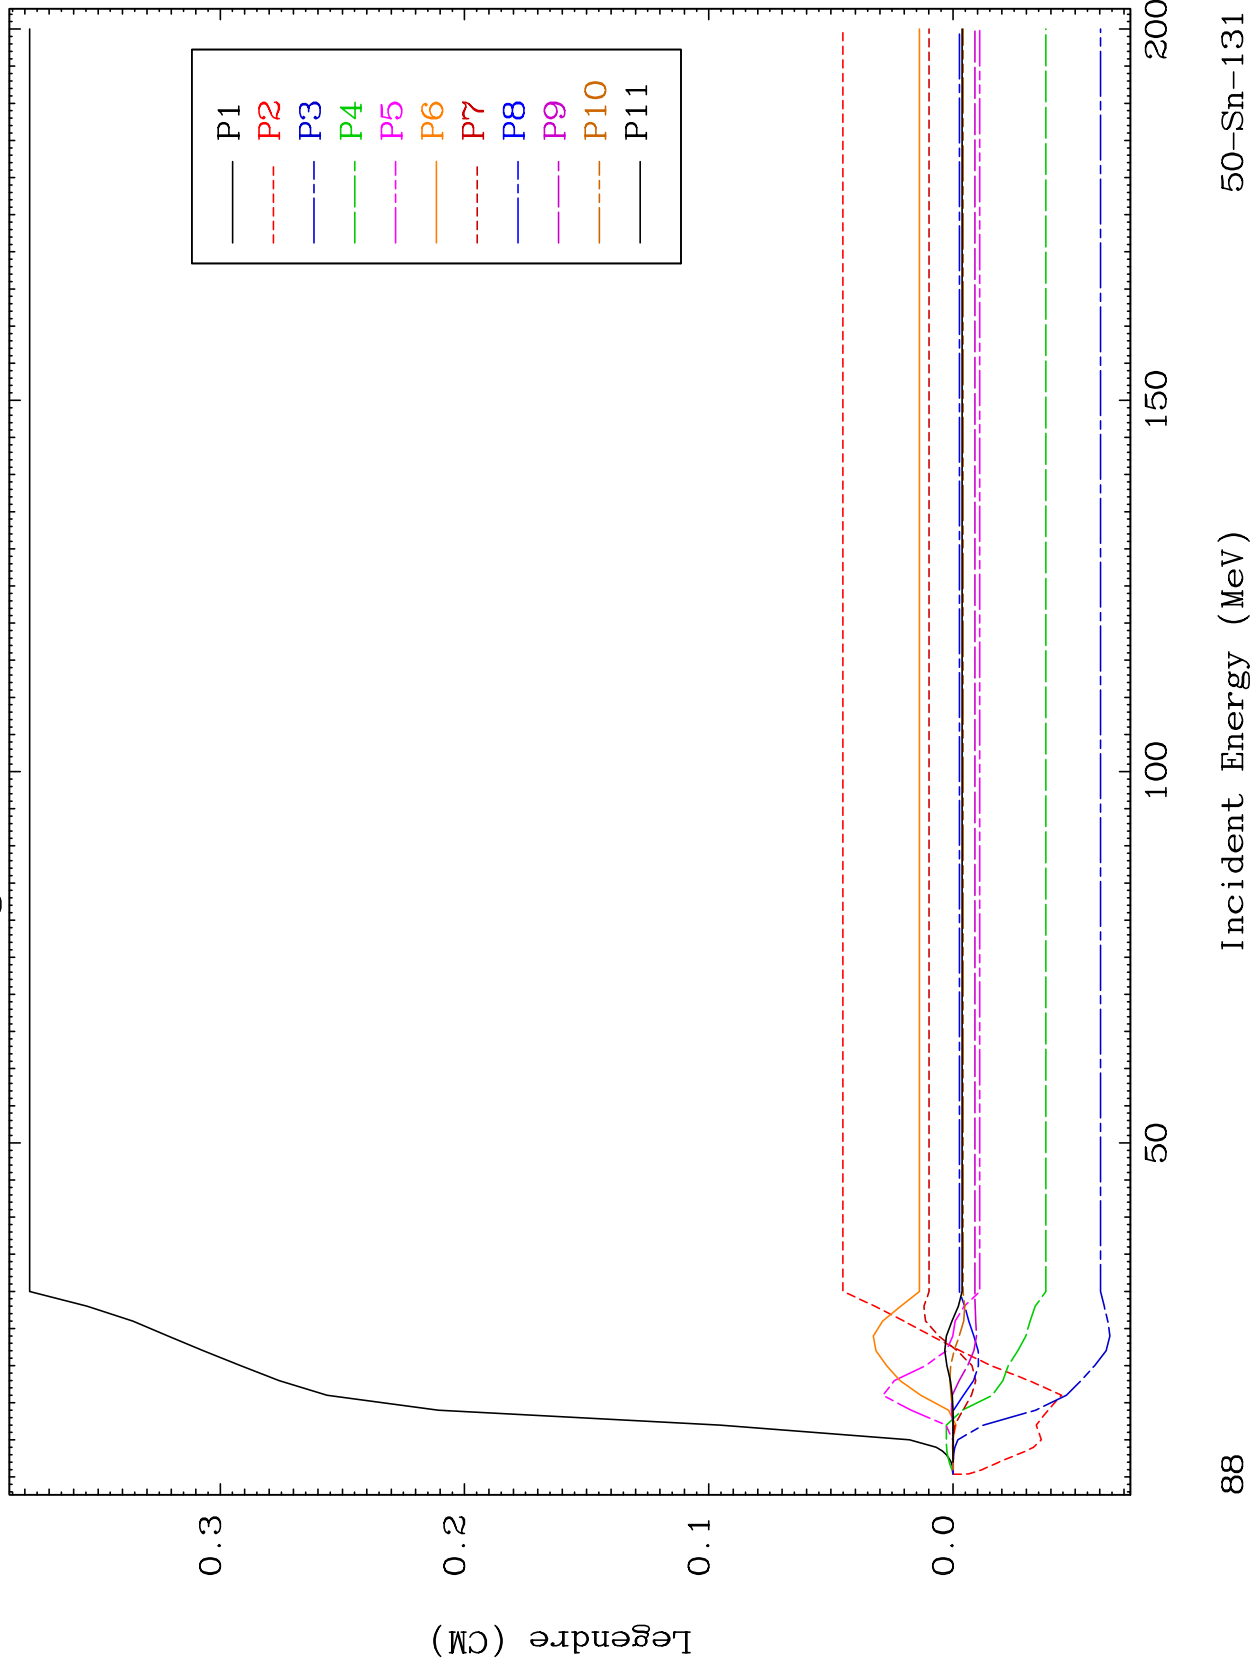 P1
P2
P3
P4
P5
P6
P7
P8
P9
P10
P11
Legendre (CM)
0.3
0.2
0.1
0.0
50
100
150
200
Incident Energy (MeV)
88
50-Sn-131